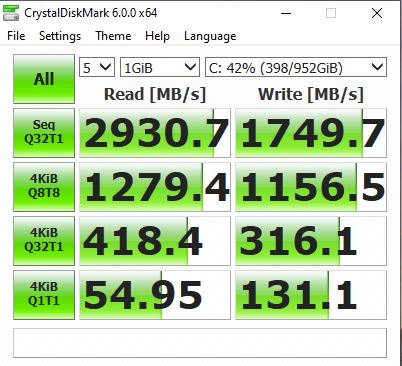 CrystalDiskMark 6.0.0 x64
File Settings Theme Help Language
All 5 1GiB C: 42% (398/952GiB)
Read [MB/s] Write [MB/s]
Seq Q32T1 2930.7 1749.7
4KiB Q8T8 1279.4 1156.5
4KiB Q32T1 418.4 316.1
4KiB Q1T1 54.95 131.1